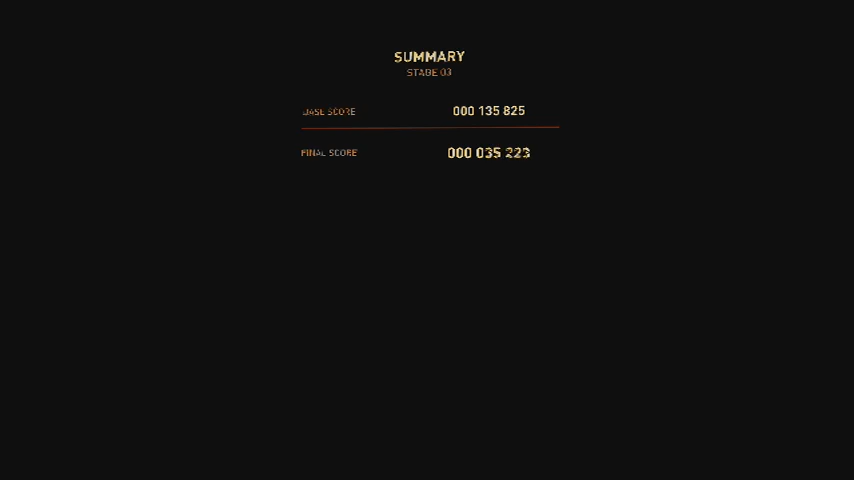 SUMMARY
STAGE 03
BASE SCORE 000 135 825
FINAL SCORE 000 035 223